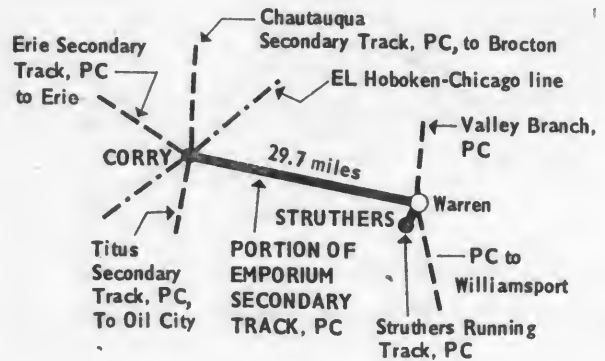 Chautauqua
Secondary Track, PC, to Brocton
Erie Secondary
Track, PC
to Erie
EL Hoboken-Chicago line
Valley Branch,
PC
CORRY
29.7 miles
Warren
STRUTHERS
Titus
Secondary
Track, PC,
To Oil City
PORTION OF
EMPORIUM
SECONDARY
TRACK, PC
PC to
Williamsport
Struthers Running
Track, PC